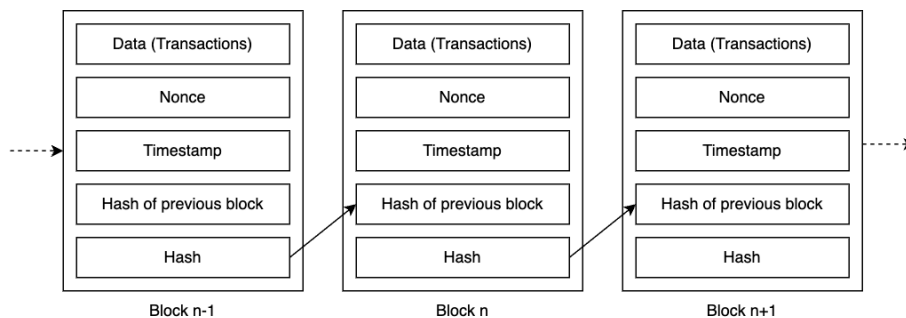 Data (Transactions)
Nonce
Timestamp
Hash of previous block
Hash
Block n-1
Data (Transactions)
Nonce
Timestamp
Hash of previous block
Hash
Block n
Data (Transactions)
Nonce
Timestamp
Hash of previous block
Hash
Block n+1